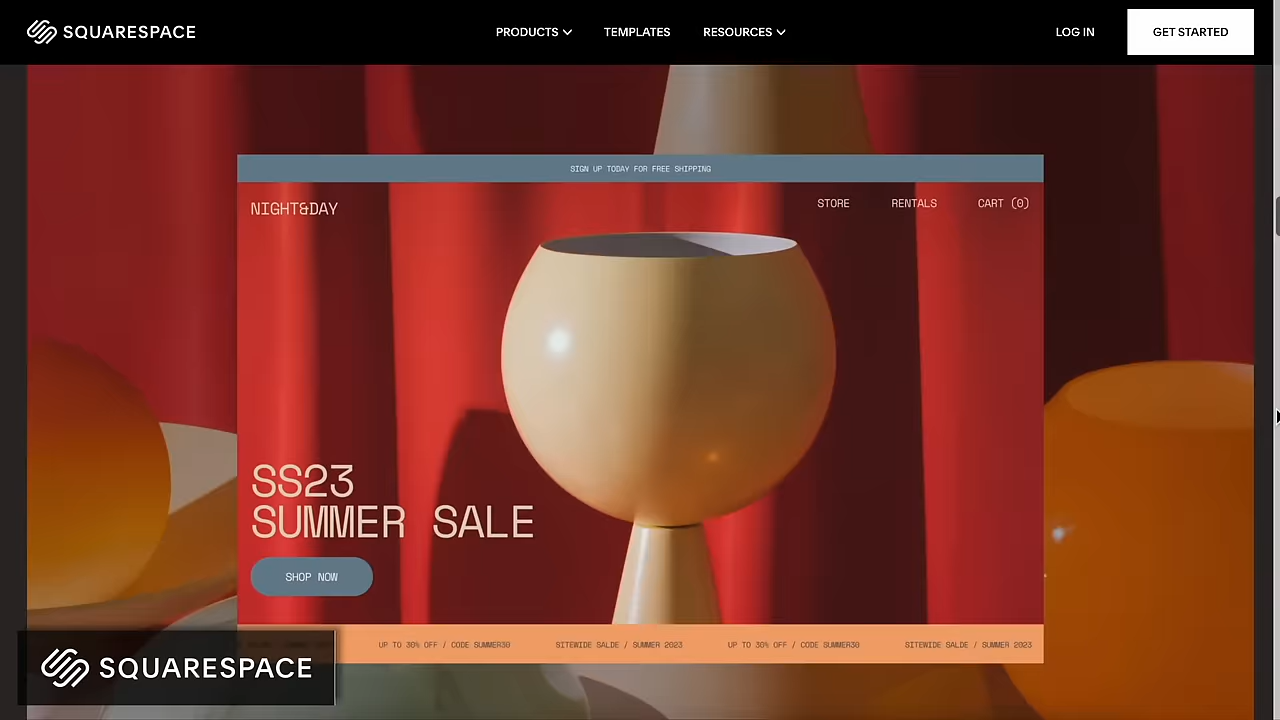 SQUARESPACE
PRODUCTS
TEMPLATES
RESOURCES
LOG IN
GET STARTED
SIGN UP TODAY FOR FREE SHIPPING
NIGHT&DAY
STORE
RENTALS
CART (0)
SS23
SUMMER SALE
SHOP NOW
UP TO 30% OFF / CODE SUMMER30
SITEWIDE SALDE / SUMMER 2023
UP TO 30% OFF / CODE SUMMER30
SITEWIDE SALDE / SUMMER 2023
SQUARESPACE